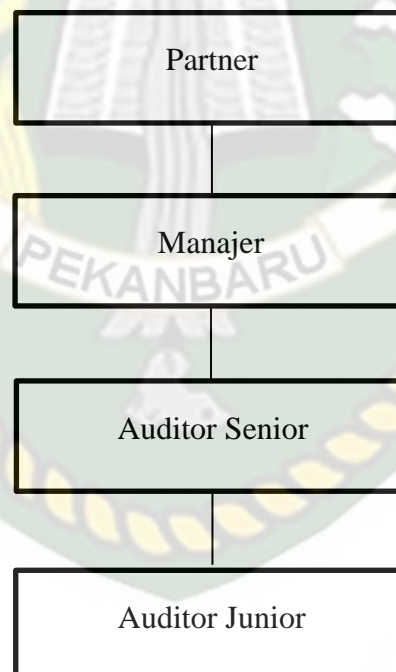 Partner
Manajer
PEKANBARU
Auditor Senior
Auditor Junior